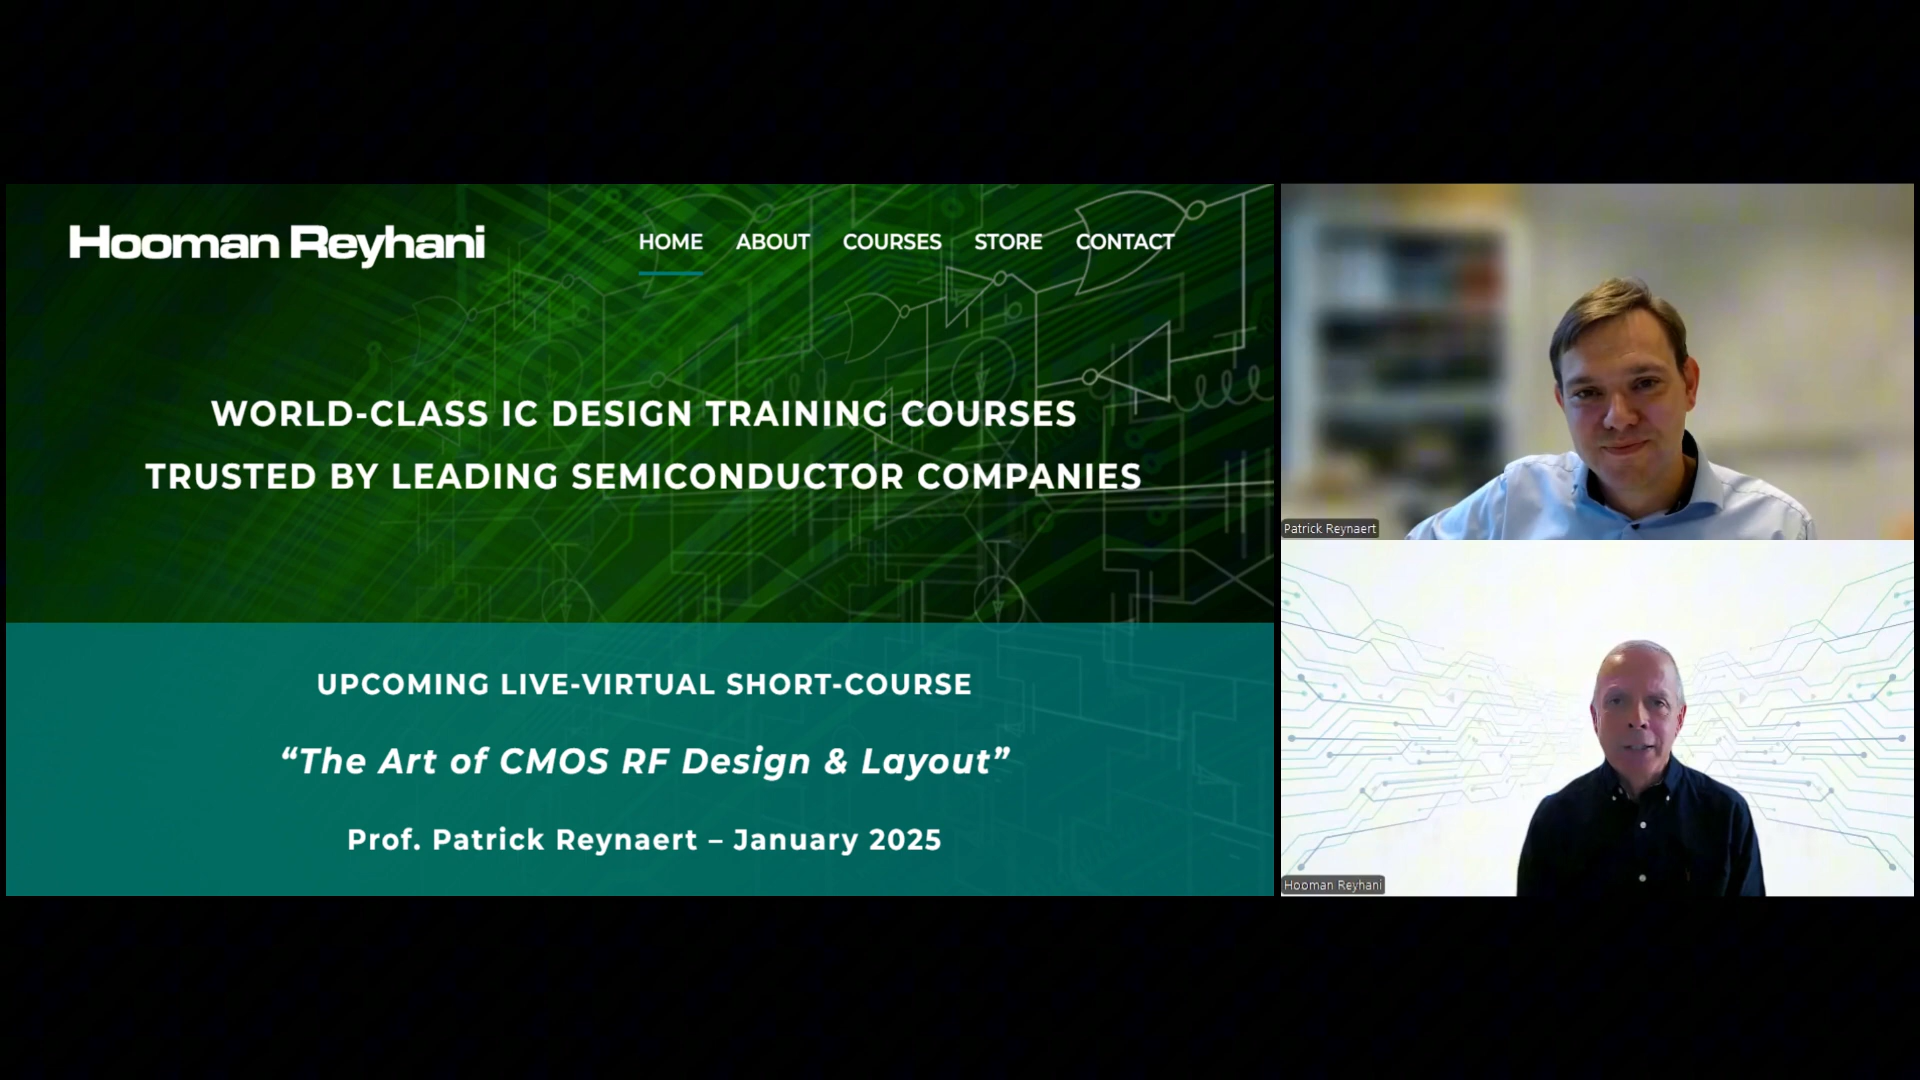 Hooman Reyhani
HOME ABOUT COURSES STORE CONTACT
WORLD-CLASS IC DESIGN TRAINING COURSES
TRUSTED BY LEADING SEMICONDUCTOR COMPANIES
UPCOMING LIVE-VIRTUAL SHORT-COURSE
“The Art of CMOS RF Design & Layout”
Prof. Patrick Reynaert – January 2025
Patrick Reynaert
Hooman Reyhani